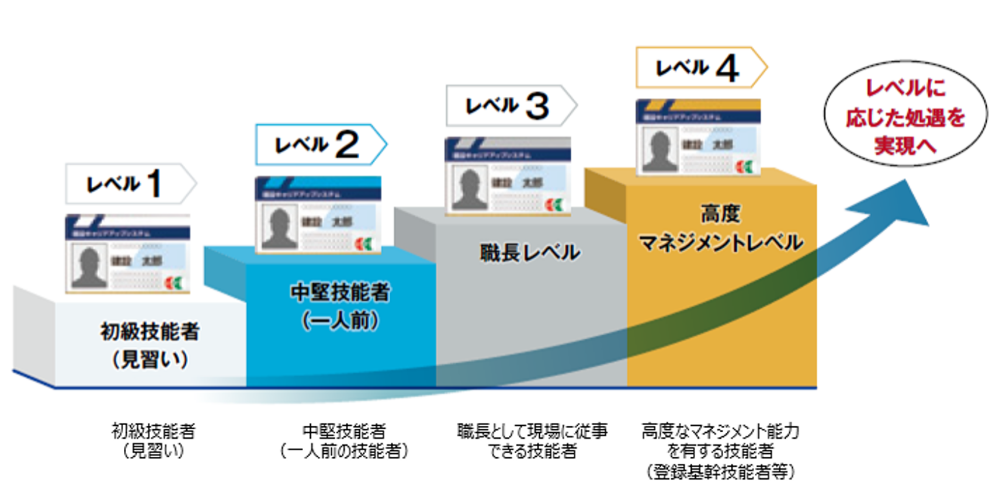 レベル 1
レベル 2
レベル 3
レベル 4
レベルに
応じた処遇を
実現へ
建設キャリアアップシステム
建設 太郎
建設キャリアアップシステム
建設 太郎
建設キャリアアップシステム
建設 太郎
建設キャリアアップシステム
建設 太郎
初級技能者
（見習い）
中堅技能者
（一人前）
職長レベル
高度
マネジメントレベル
初級技能者
（見習い）
中堅技能者
（一人前の技能者）
職長として現場に従事
できる技能者
高度なマネジメント能力
を有する技能者
（登録基幹技能者等）